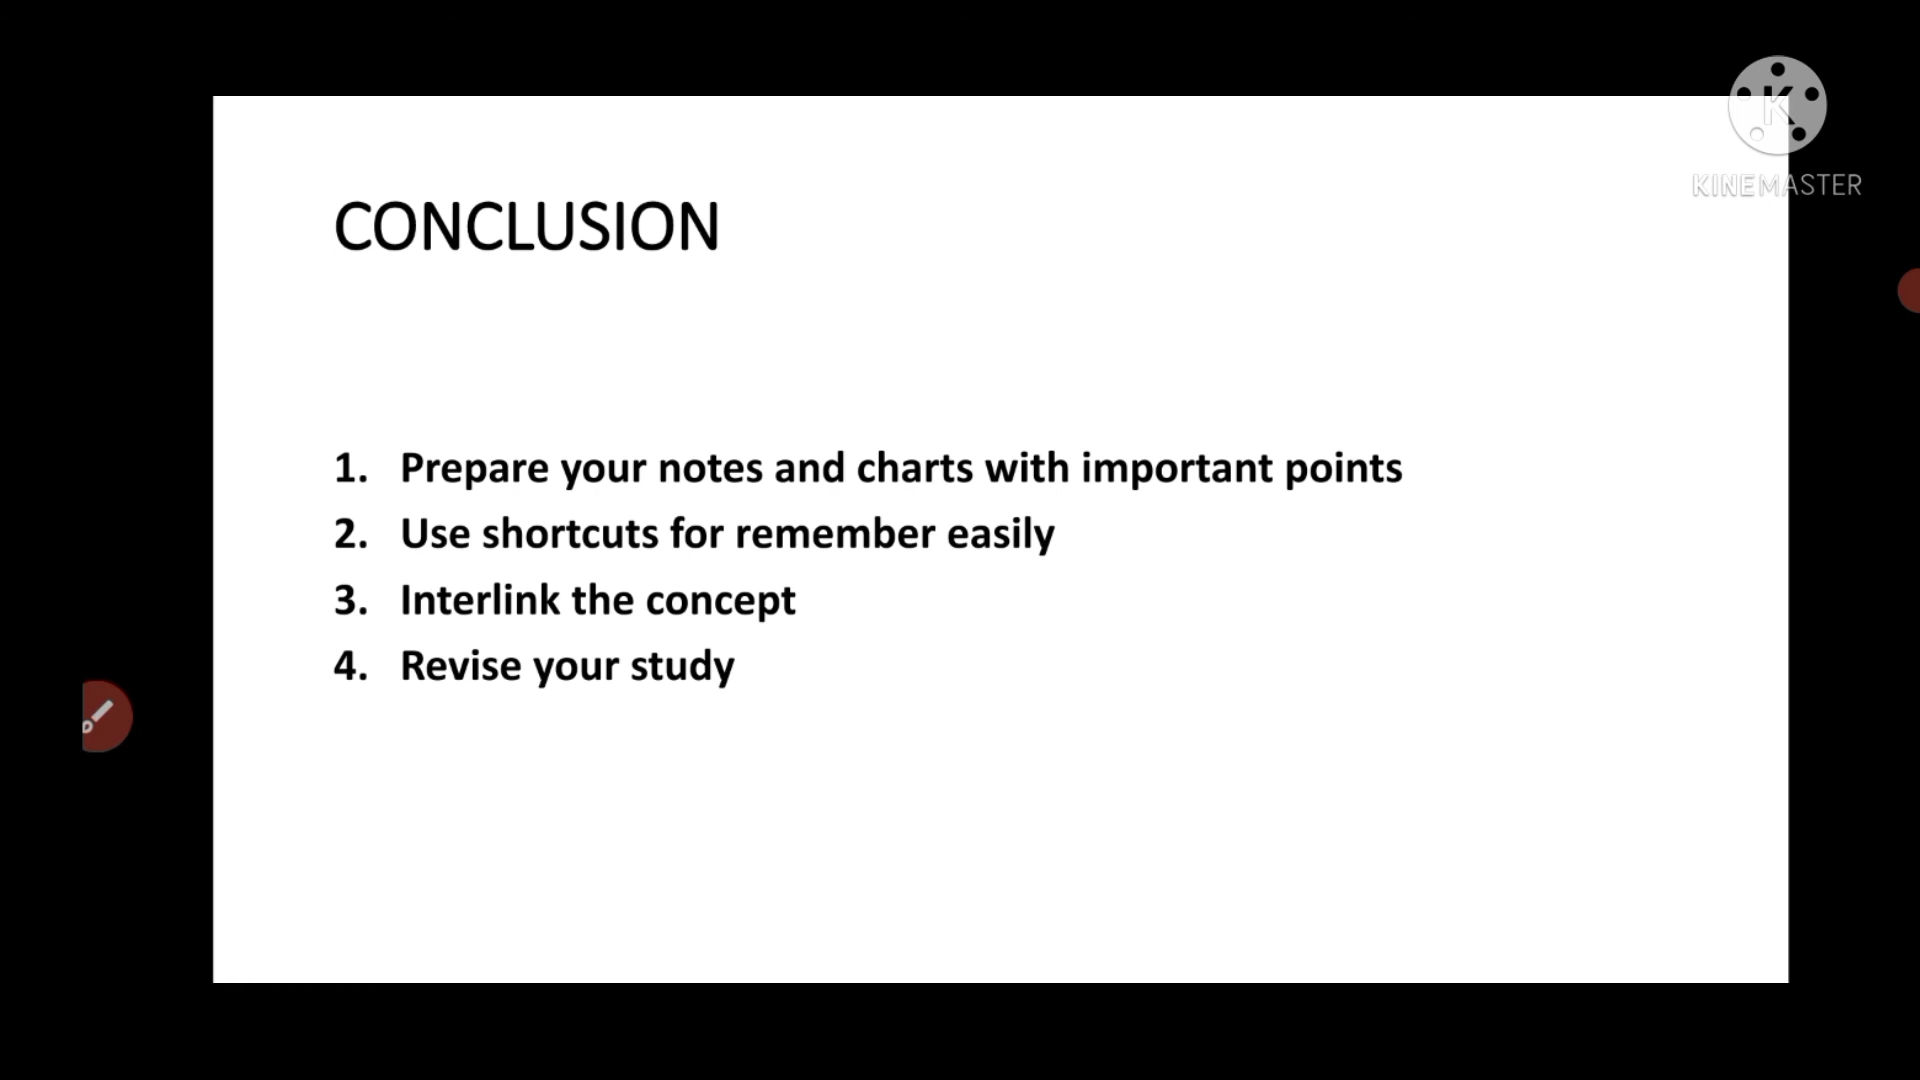 K
KINEMASTER
CONCLUSION
1. Prepare your notes and charts with important points
2. Use shortcuts for remember easily
3. Interlink the concept
4. Revise your study